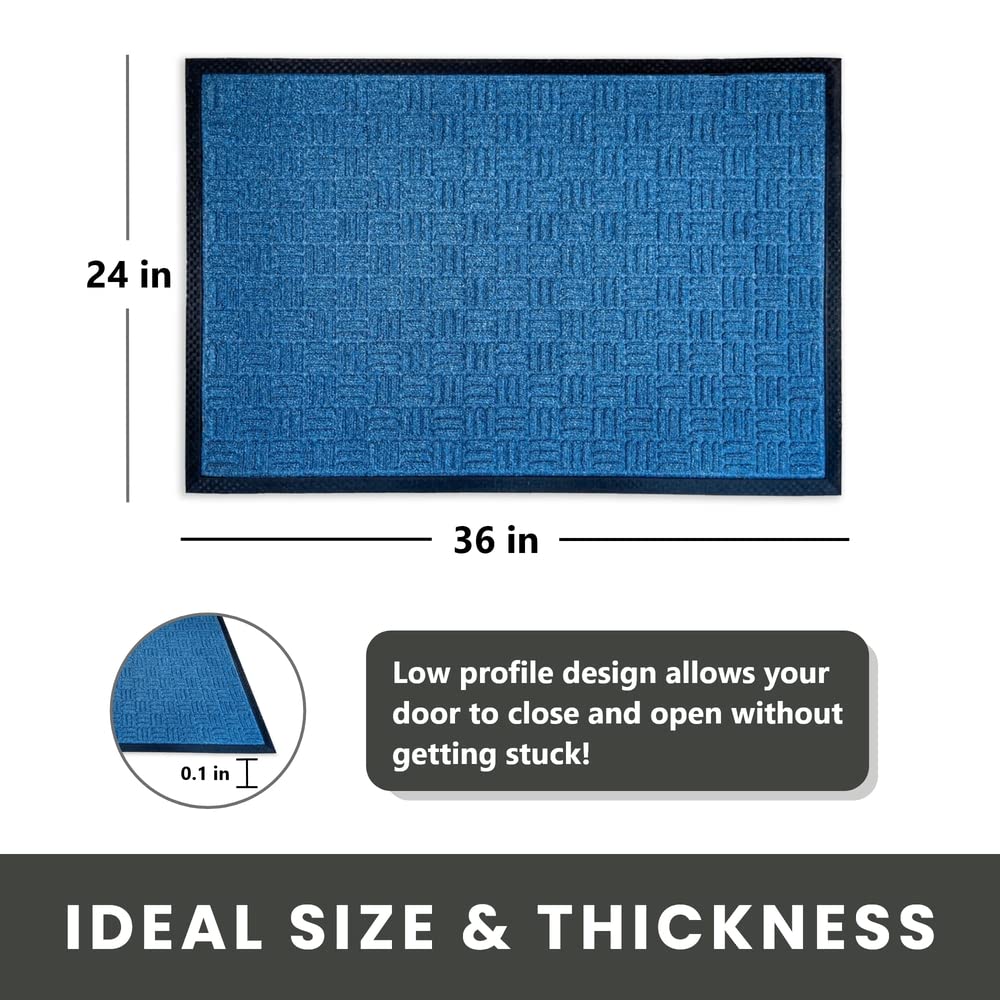 24 in
36 in
0.1 in
Low profile design allows your
door to close and open without
getting stuck!
IDEAL SIZE & THICKNESS